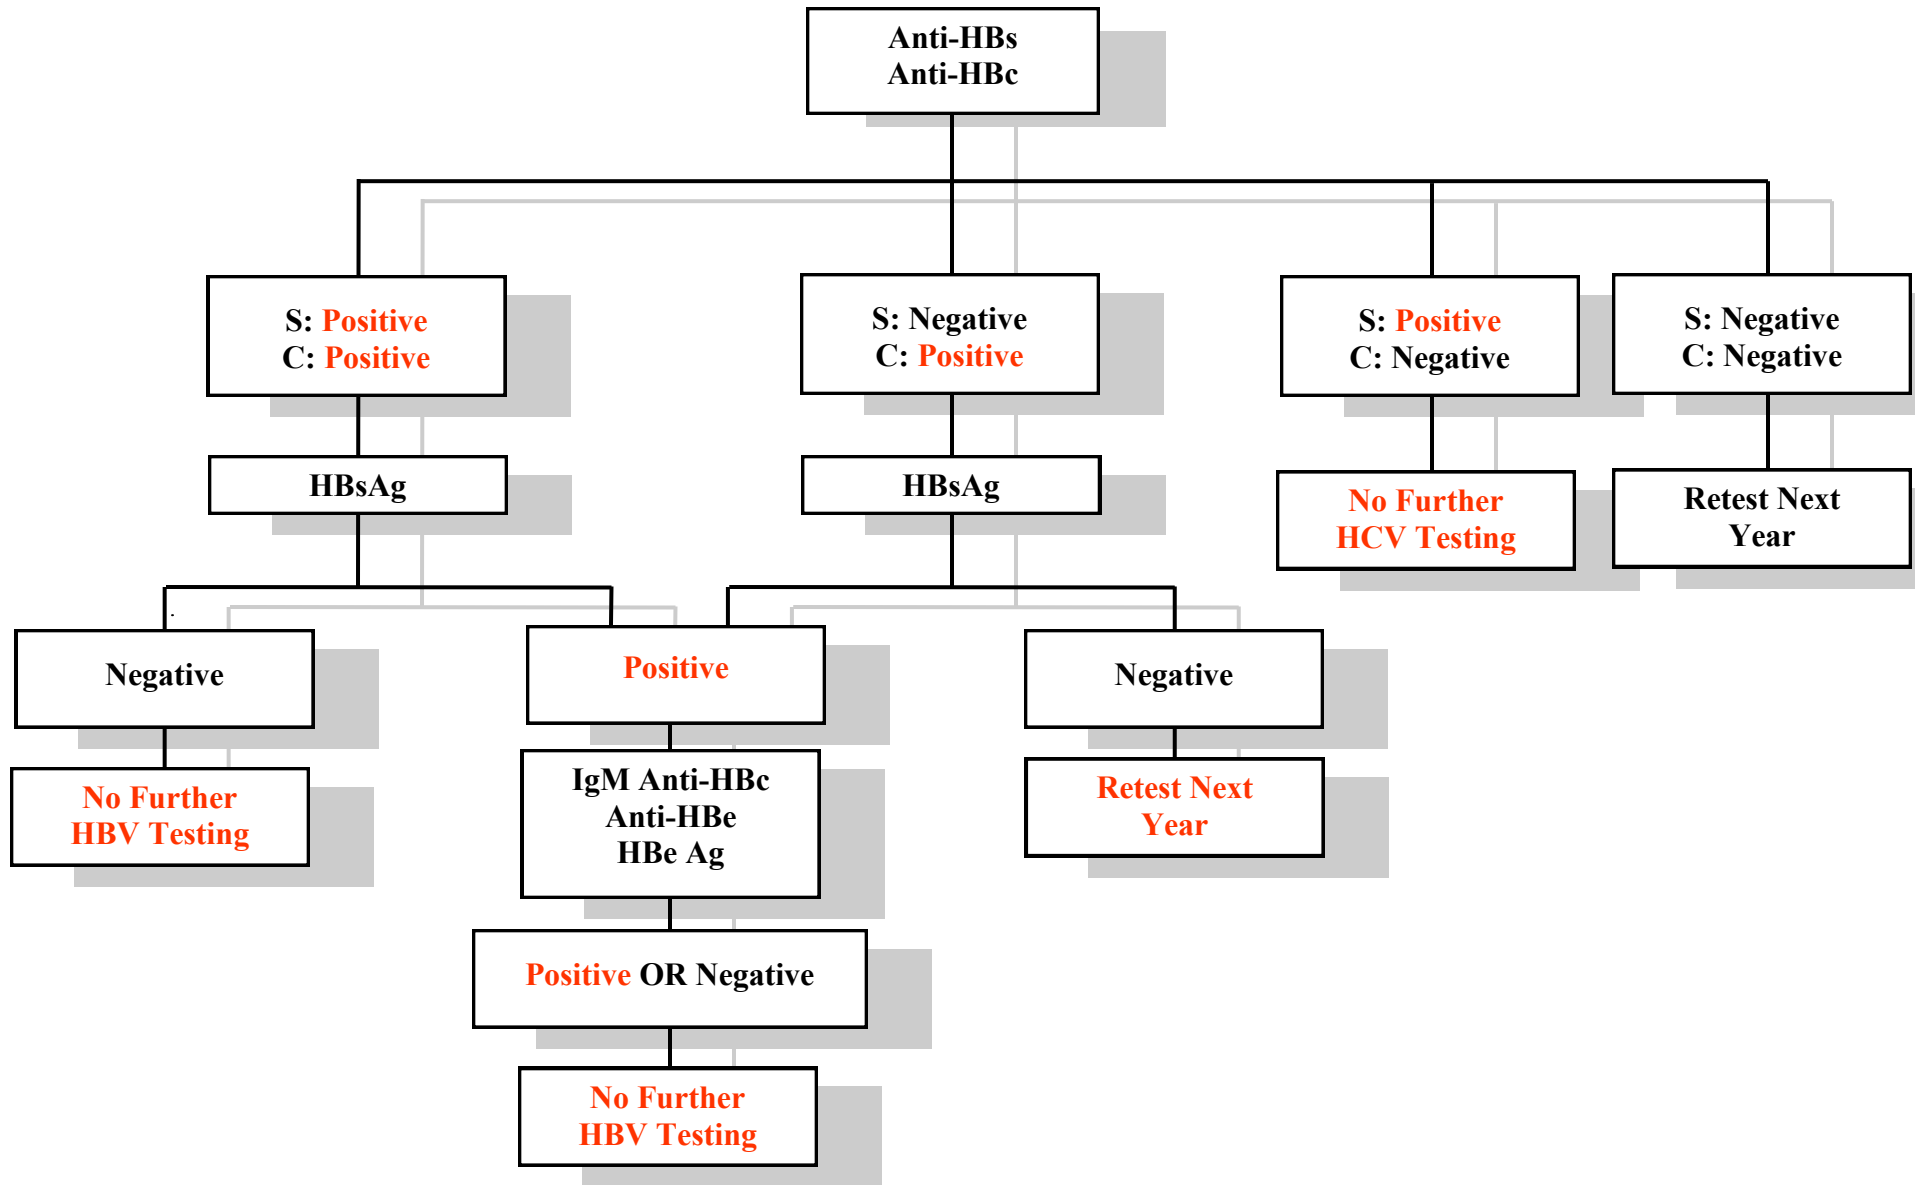 Anti-HBs
Anti-HBc
S: Positive
C: Positive
S: Negative
C: Positive
S: Positive
C: Negative
S: Negative
C: Negative
HBsAg
HBsAg
No Further
HCV Testing
Retest Next
Year
Negative
Positive
Negative
No Further
HBV Testing
IgM Anti-HBc
Anti-HBe
HBe Ag
Retest Next
Year
Positive OR Negative
No Further
HBV Testing